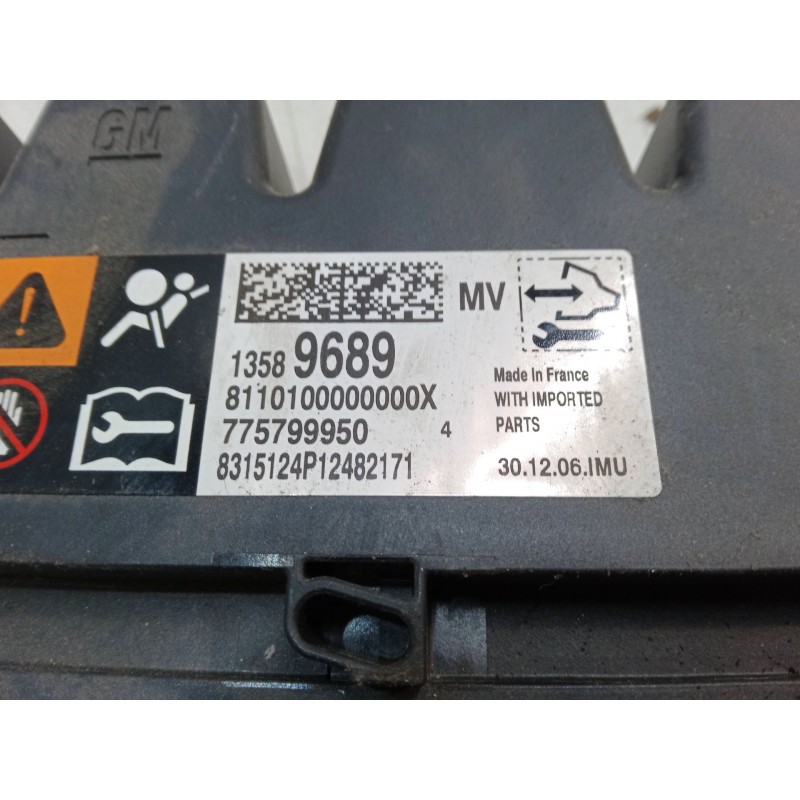 GM
MV
1358 9689
8110100000000X
775799950 4
8315124P12482171
Made In France
WITH IMPORTED
PARTS
30.12.06.IMU